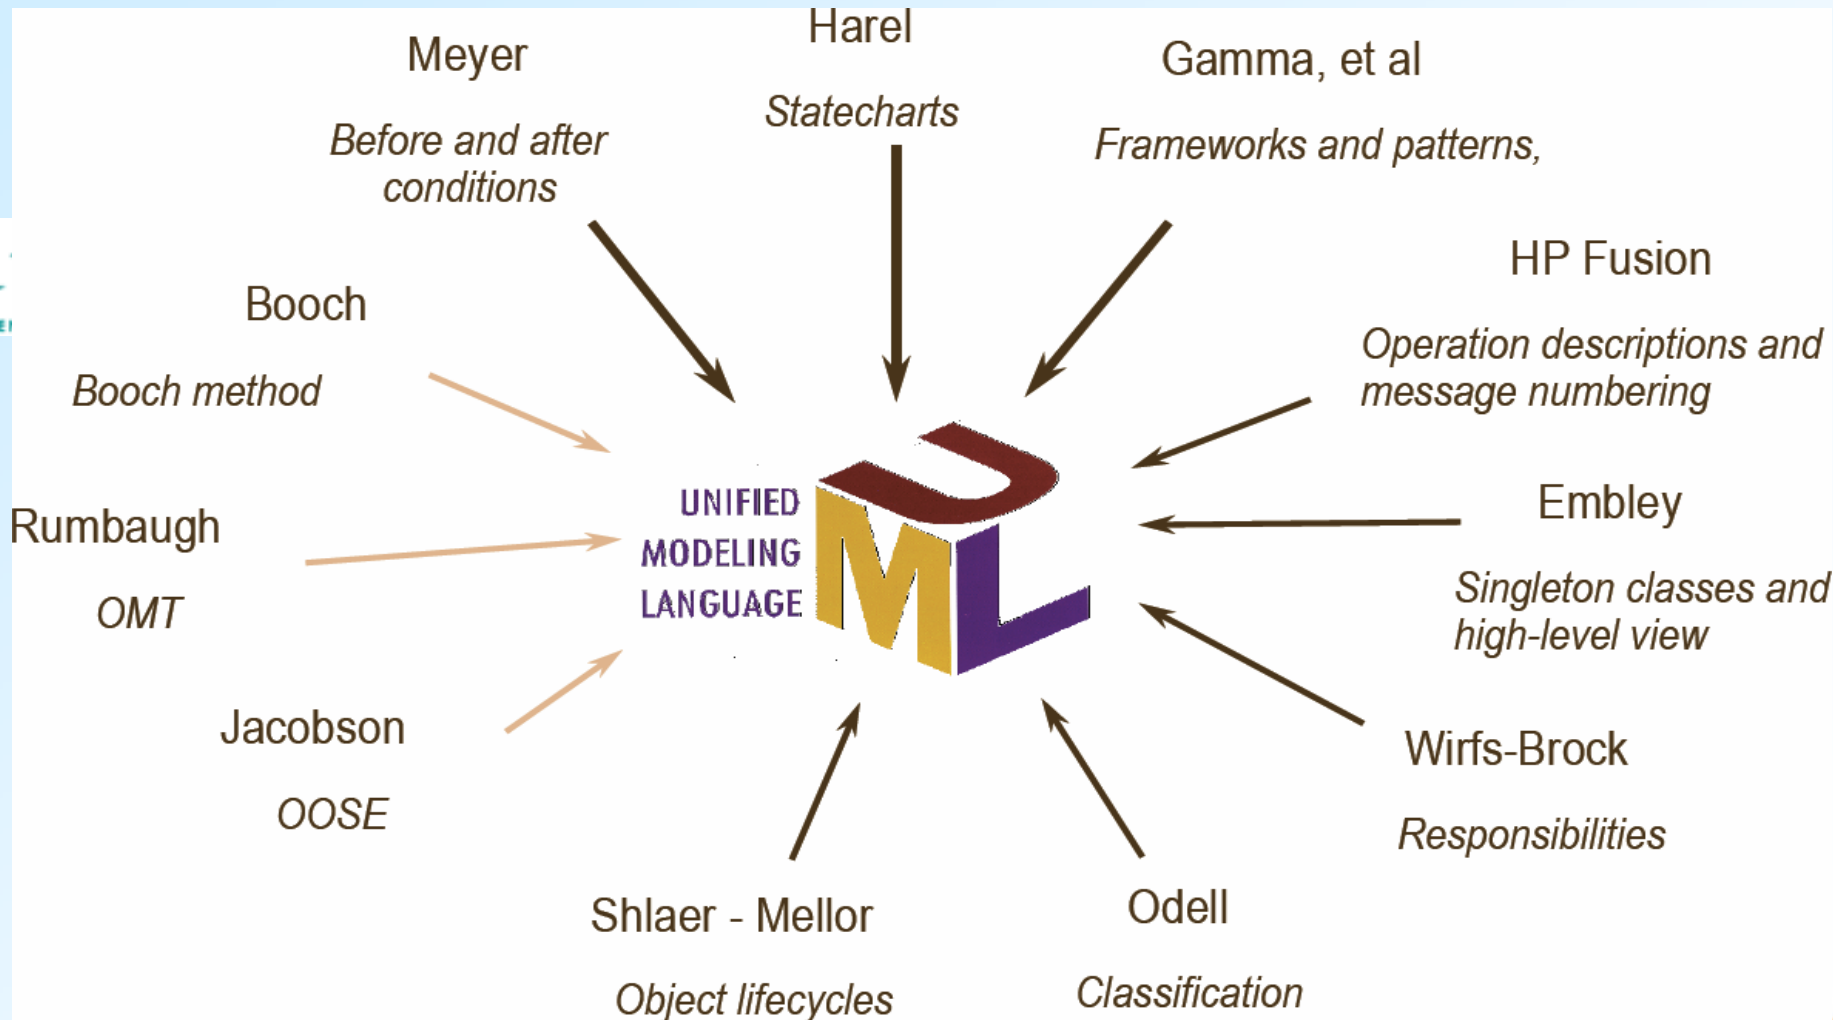 Harel
Meyer
Gamma, et al
Statecharts
Before and after
conditions
Frameworks and patterns,
HP Fusion
Booch
Operation descriptions and
message numbering
Booch method
UNIFIED
MODELING
LANGUAGE
UML
Embley
Rumbaugh
Singleton classes and
high-level view
OMT
Jacobson
Wirfs-Brock
OOSE
Responsibilities
Shlaer - Mellor
Odell
Object lifecycles
Classification